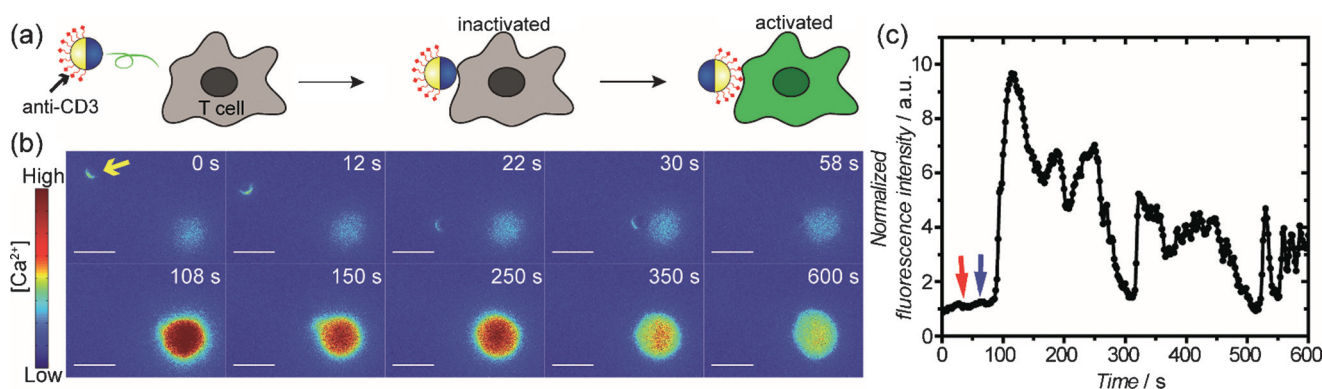 (a)
anti-CD3
T cell
inactivated
activated
(b)
High
[Ca²⁺]
Low
0 s
12 s
22 s
30 s
58 s
108 s
150 s
250 s
350 s
600 s
(c)
Normalized
fluorescence intensity / a.u.
10
8
6
4
2
0
0 100 200 300 400 500 600
Time / s